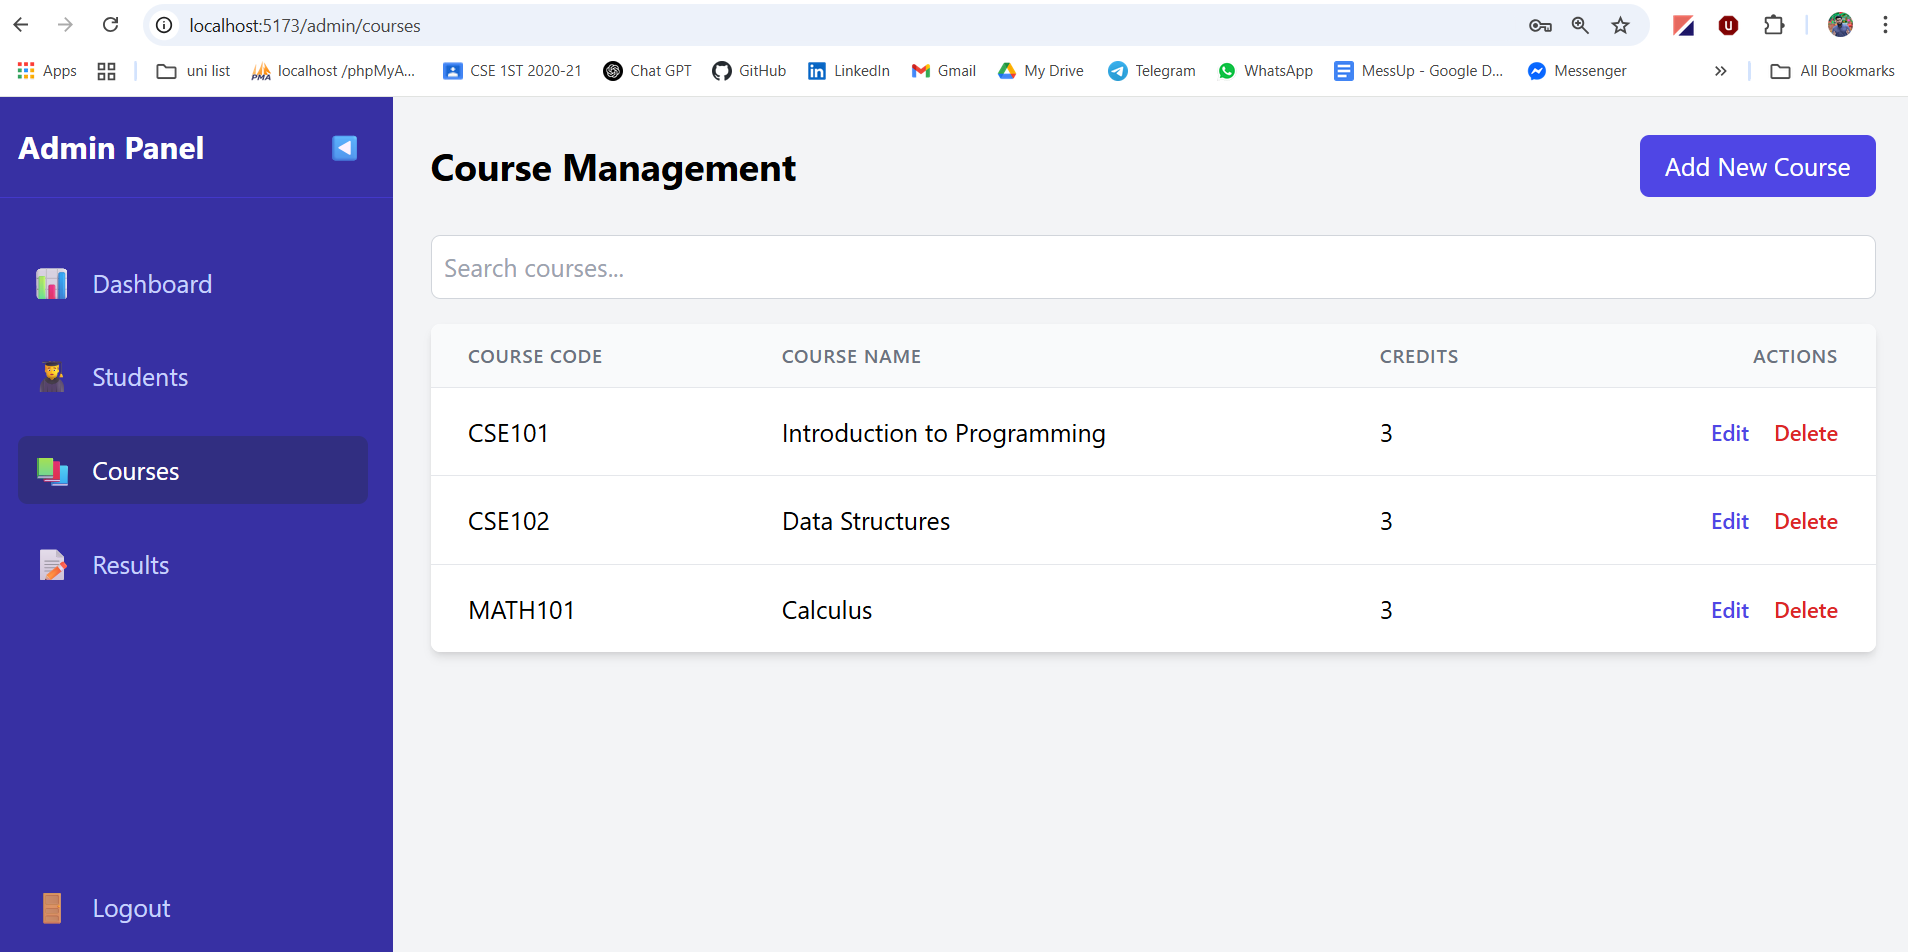 localhost:5173/admin/courses
Apps uni list localhost /phpMyA... CSE 1ST 2020-21 Chat GPT GitHub LinkedIn Gmail My Drive Telegram WhatsApp MessUp - Google D... Messenger » All Bookmarks
Admin Panel
Dashboard
Students
Courses
Results
Logout
Course Management
Add New Course
Search courses...
COURSE CODE COURSE NAME CREDITS ACTIONS
CSE101 Introduction to Programming 3 Edit Delete
CSE102 Data Structures 3 Edit Delete
MATH101 Calculus 3 Edit Delete